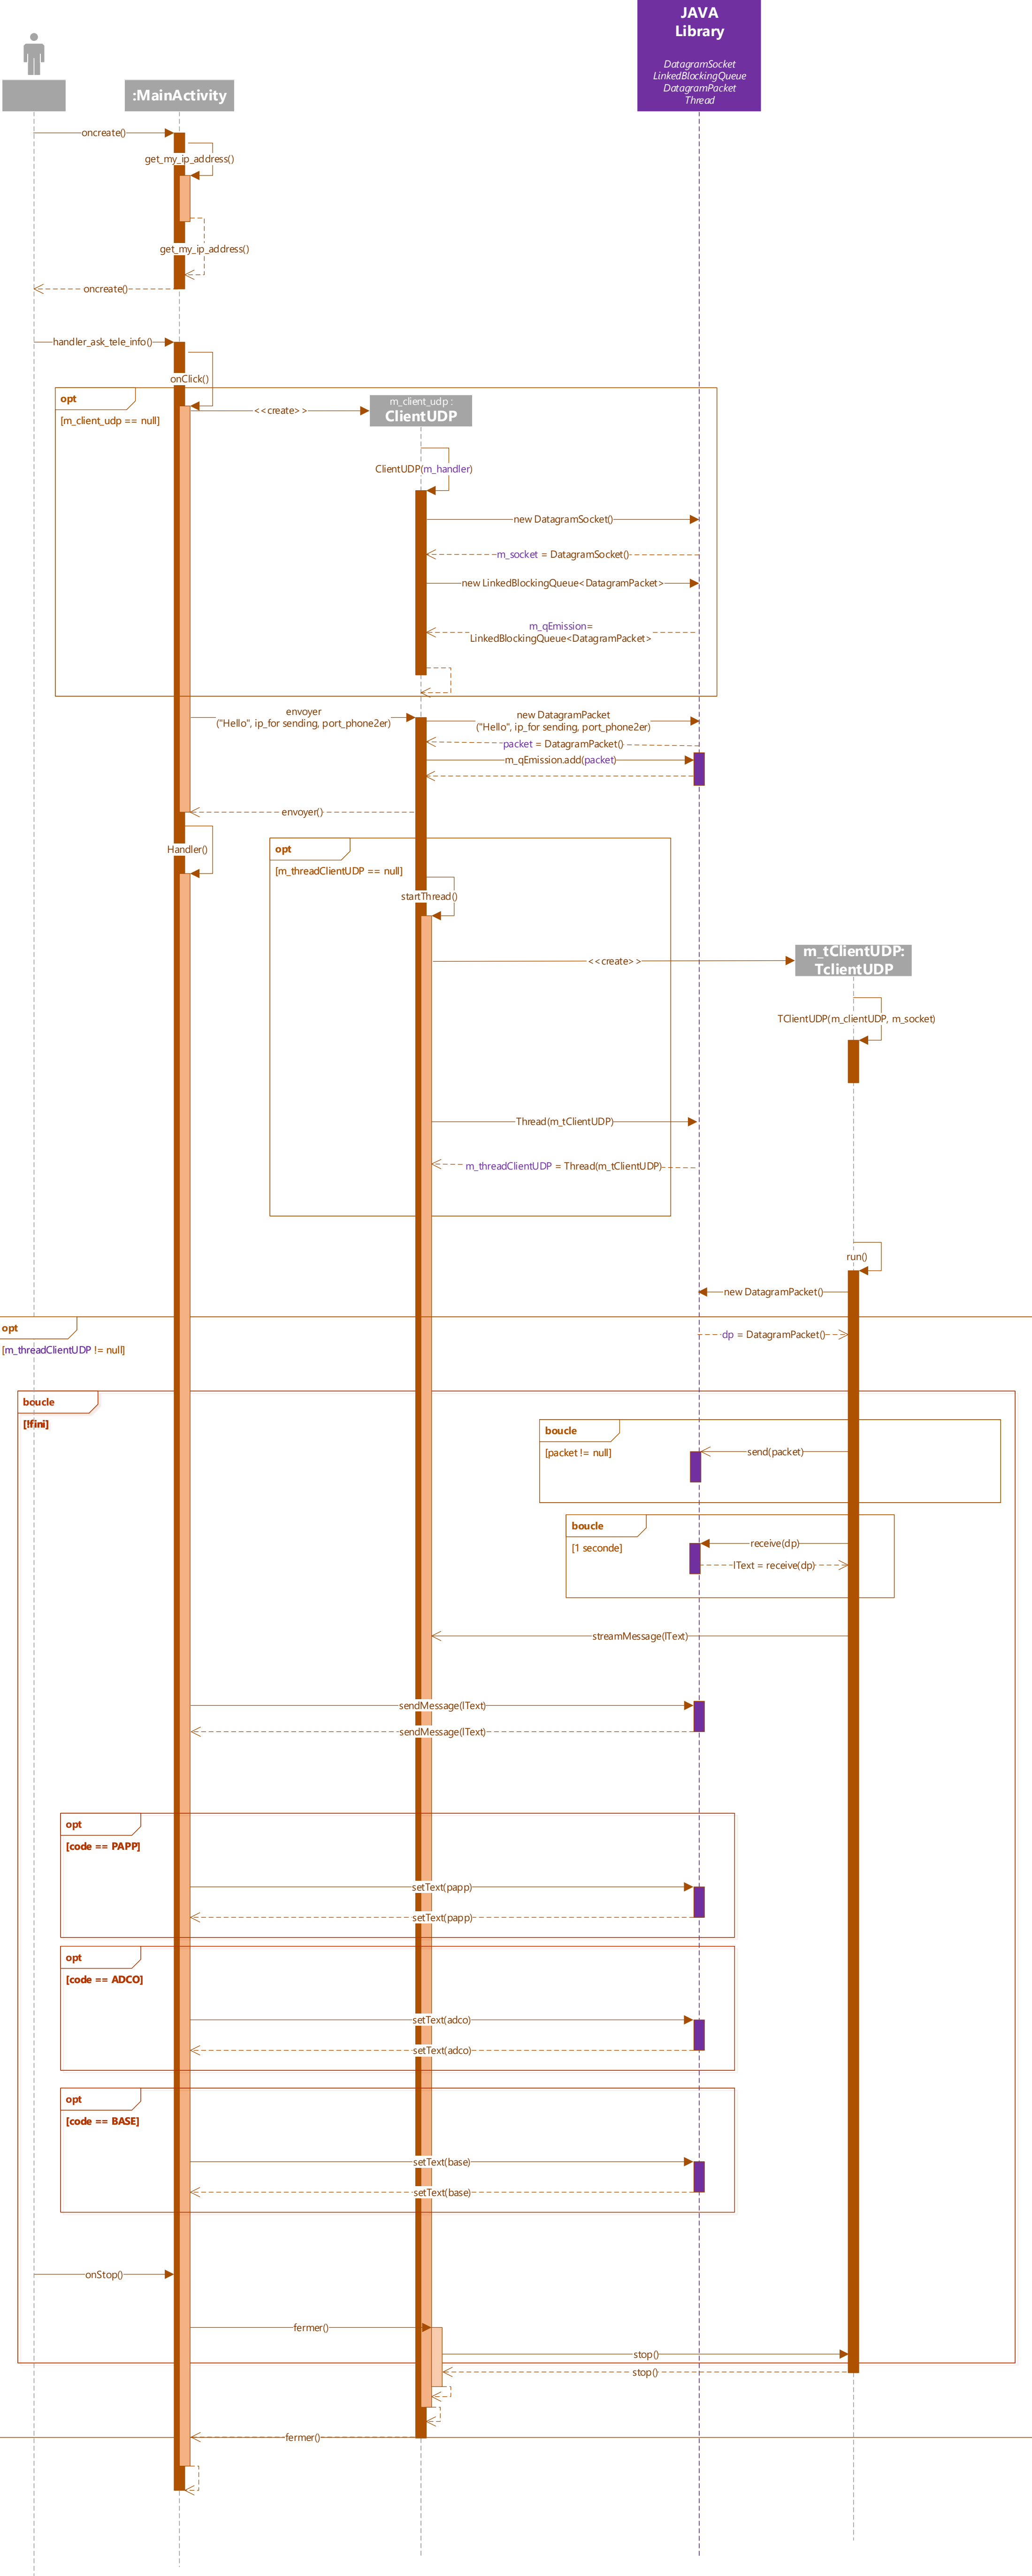 JAVA
Library
DatagramSocket
LinkedBlockingQueue
DatagramPacket
Thread
:MainActivity
oncreate()
get_my_ip_address()
get_my_ip_address()
oncreate()
handler_ask_tele_info()
onClick()
opt
[m_client_udp == null]
<<create>>
m_client_udp :
ClientUDP
ClientUDP(m_handler)
new DatagramSocket()
m_socket = DatagramSocket()
new LinkedBlockingQueue<DatagramPacket>
m_qEmission=
LinkedBlockingQueue<DatagramPacket>
envoyer
("Hello", ip_for sending, port_phone2er)
new DatagramPacket
("Hello", ip_for sending, port_phone2er)
packet = DatagramPacket()
m_qEmission.add(packet)
envoyer()
Handler()
opt
[m_threadClientUDP == null]
startThread()
<<create>>
m_tClientUDP:
TclientUDP
TClientUDP(m_clientUDP, m_socket)
Thread(m_tClientUDP)
m_threadClientUDP = Thread(m_tClientUDP)
run()
new DatagramPacket()
opt
[m_threadClientUDP != null]
dp = DatagramPacket()
boucle
[!fini]
boucle
[packet != null]
send(packet)
boucle
[1 seconde]
receive(dp)
lText = receive(dp)
streamMessage(lText)
sendMessage(lText)
sendMessage(lText)
opt
[code == PAPP]
setText(papp)
setText(papp)
opt
[code == ADCO]
setText(adco)
setText(adco)
opt
[code == BASE]
setText(base)
setText(base)
onStop()
fermer()
stop()
stop()
fermer()